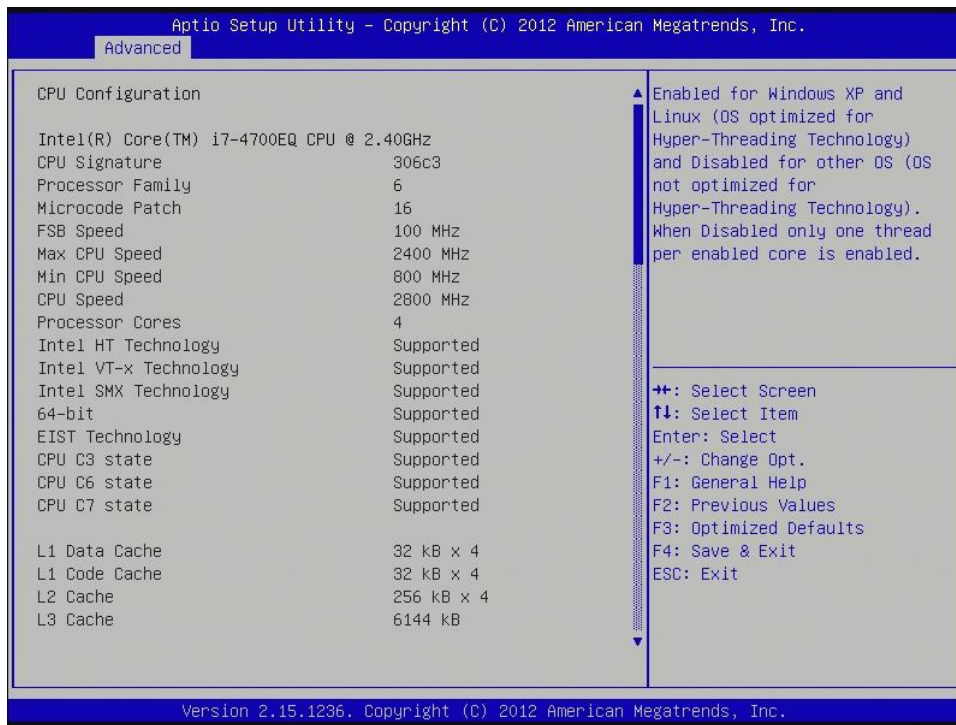 Aptio Setup Utility – Copyright (C) 2012 American Megatrends, Inc.
Advanced
CPU Configuration
Intel(R) Core(TM) i7-4700EQ CPU @ 2.40GHz
CPU Signature 306c3
Processor Family 6
Microcode Patch 16
FSB Speed 100 MHz
Max CPU Speed 2400 MHz
Min CPU Speed 800 MHz
CPU Speed 2800 MHz
Processor Cores 4
Intel HT Technology Supported
Intel VT-x Technology Supported
Intel SMX Technology Supported
64-bit Supported
EIST Technology Supported
CPU C3 state Supported
CPU C6 state Supported
CPU C7 state Supported
L1 Data Cache 32 kB x 4
L1 Code Cache 32 kB x 4
L2 Cache 256 kB x 4
L3 Cache 6144 kB
Enabled for Windows XP and
Linux (OS optimized for
Hyper-Threading Technology)
and Disabled for other OS (OS
not optimized for
Hyper-Threading Technology).
When Disabled only one thread
per enabled core is enabled.
→←: Select Screen
↑↓: Select Item
Enter: Select
+/-: Change Opt.
F1: General Help
F2: Previous Values
F3: Optimized Defaults
F4: Save & Exit
ESC: Exit
Version 2.15.1236. Copyright (C) 2012 American Megatrends, Inc.